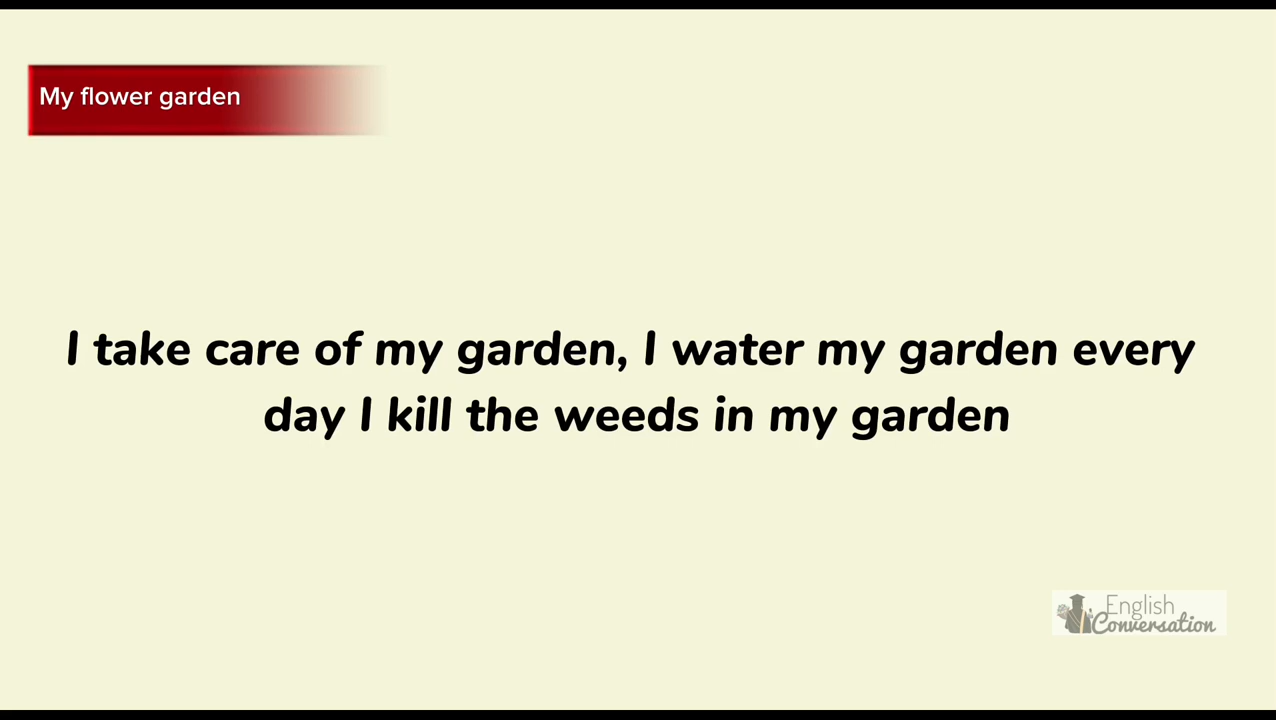 My flower garden
I take care of my garden, I water my garden every
day I kill the weeds in my garden
English
Conversation